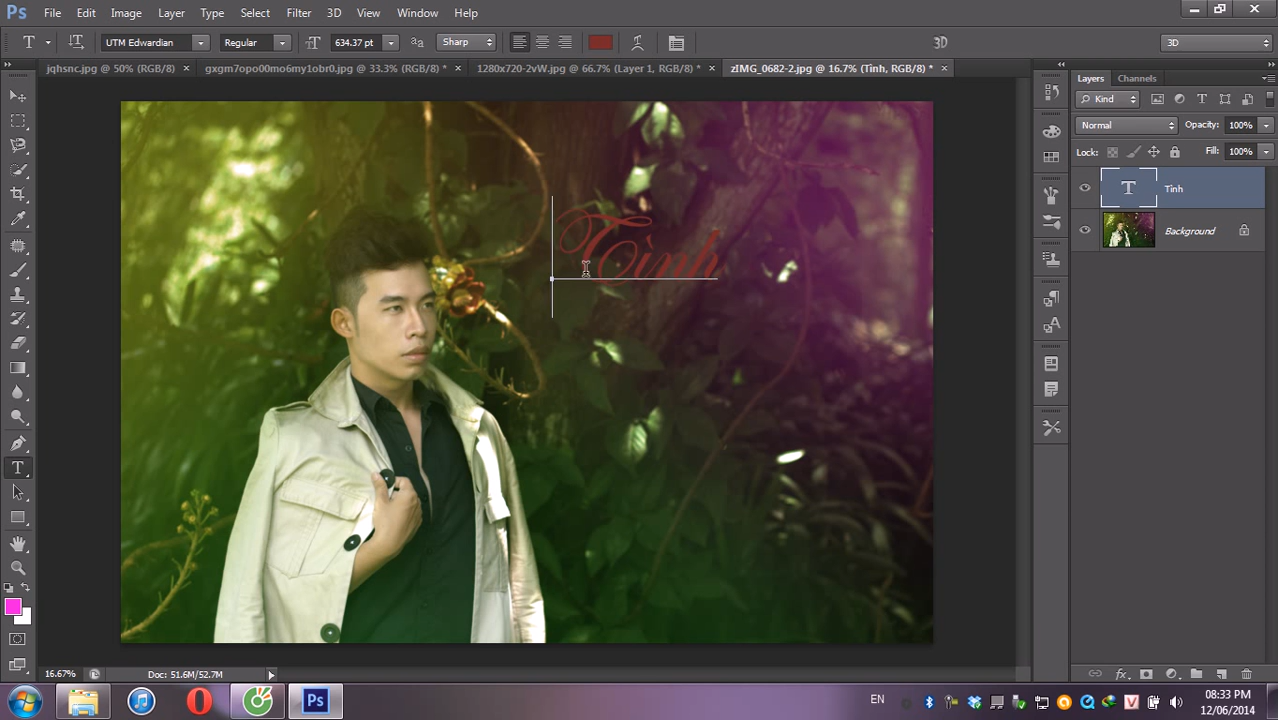 Ps File Edit Image Layer Type Select Filter 3D View Window Help
T UTM Edwardian Regular 634.37 pt aa Sharp 3D 3D
jqhsnc.jpg @ 50% (RGB/8) × gxgm7opo00mo6my1obr0.jpg @ 33.3% (RGB/8) * × 1280x720-2vW.jpg @ 66.7% (Layer 1, RGB/8) * × zIMG_0682-2.jpg @ 16.7% (Tình, RGB/8) * ×
Layers Channels
Kind
Normal Opacity: 100%
Lock: Fill: 100%
T Tình
Background
Tình
16.67% Doc: 51.6M/52.7M
fx
Ps EN V 08:33 PM
12/06/2014